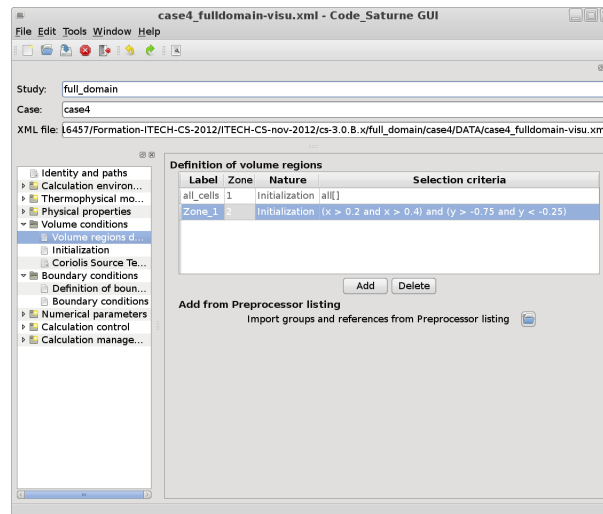 case4_fulldomain-visu.xml - Code_Saturne GUI
File Edit Tools Window Help
Study: full_domain
Case: case4
XML file: 16457/Formation-ITECH-CS-2012/ITECH-CS-nov-2012/cs-3.0.B.x/full_domain/case4/DATA/case4_fulldomain-visu.xm
Identity and paths
Calculation environ...
Thermophysical mo...
Physical properties
Volume conditions
Volume regions d...
Initialization
Coriolis Source Te...
Boundary conditions
Definition of boun...
Boundary conditions
Numerical parameters
Calculation control
Calculation manage...
Definition of volume regions
Label Zone Nature Selection criteria
all_cells 1 Initialization all[]
Zone_1 2 Initialization (x > 0.2 and x > 0.4) and (y > -0.75 and y < -0.25)
Add Delete
Add from Preprocessor listing
Import groups and references from Preprocessor listing